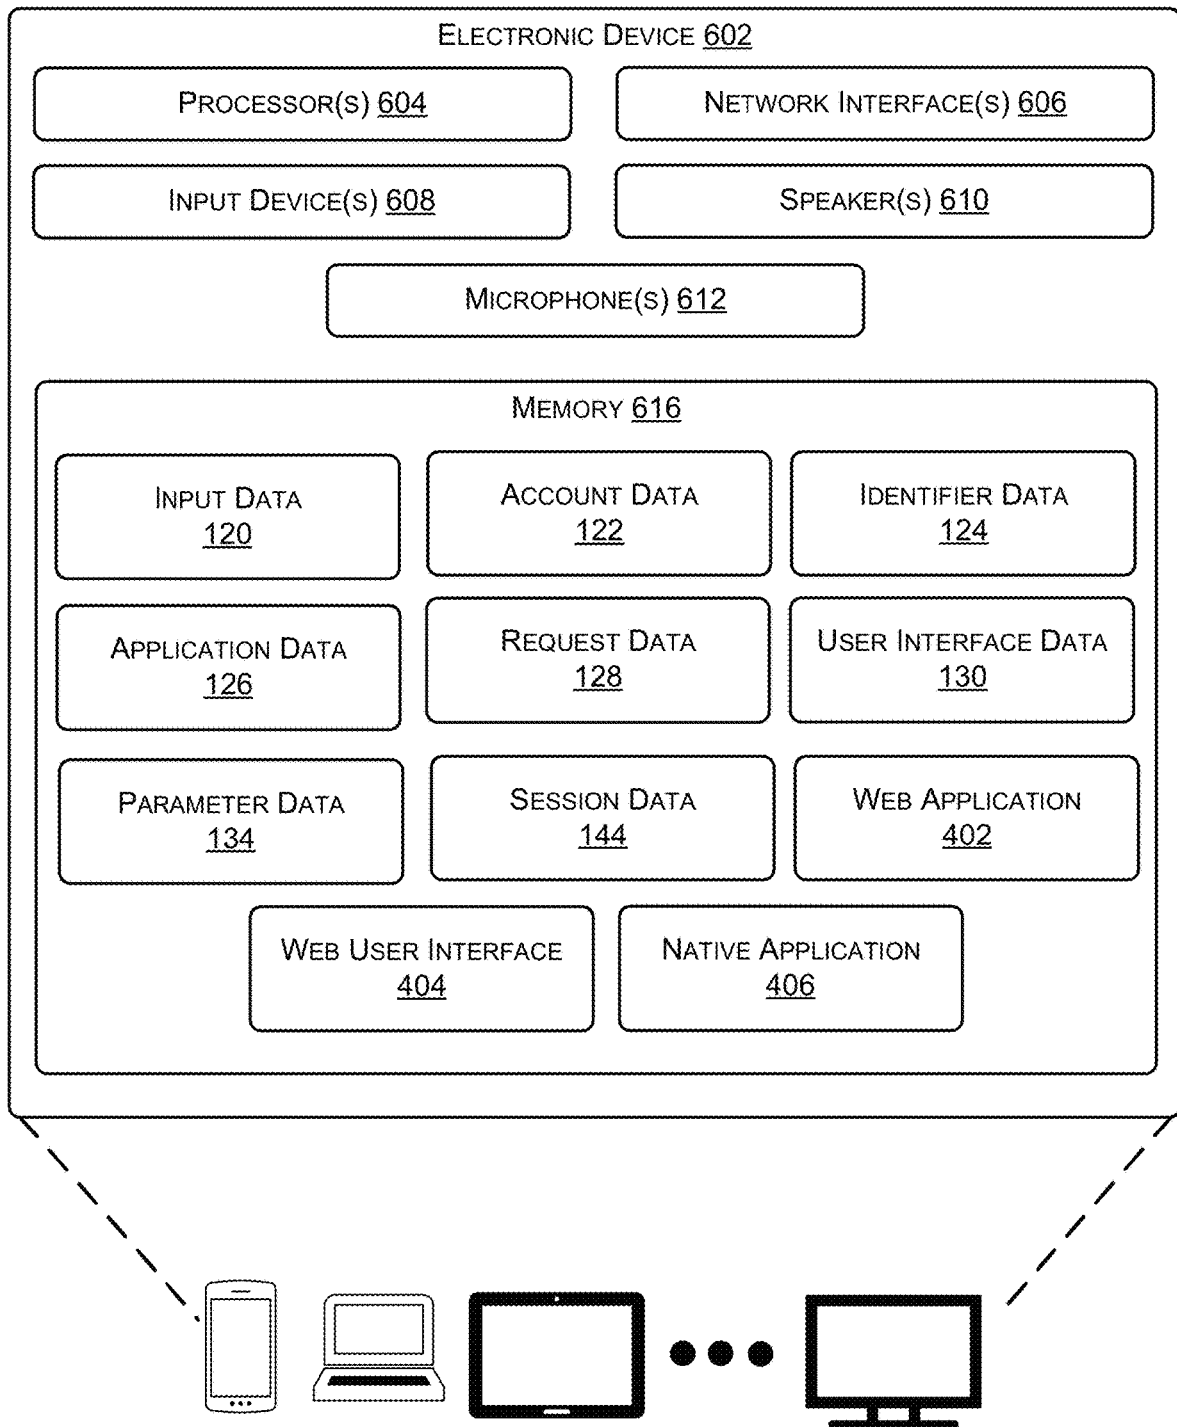 ELECTRONIC DEVICE 602
PROCESSOR(S) 604
NETWORK INTERFACE(S) 606
INPUT DEVICE(S) 608
SPEAKER(S) 610
MICROPHONE(S) 612
MEMORY 616
INPUT DATA
120
ACCOUNT DATA
122
IDENTIFIER DATA
124
APPLICATION DATA
126
REQUEST DATA
128
USER INTERFACE DATA
130
PARAMETER DATA
134
SESSION DATA
144
WEB APPLICATION
402
WEB USER INTERFACE
404
NATIVE APPLICATION
406